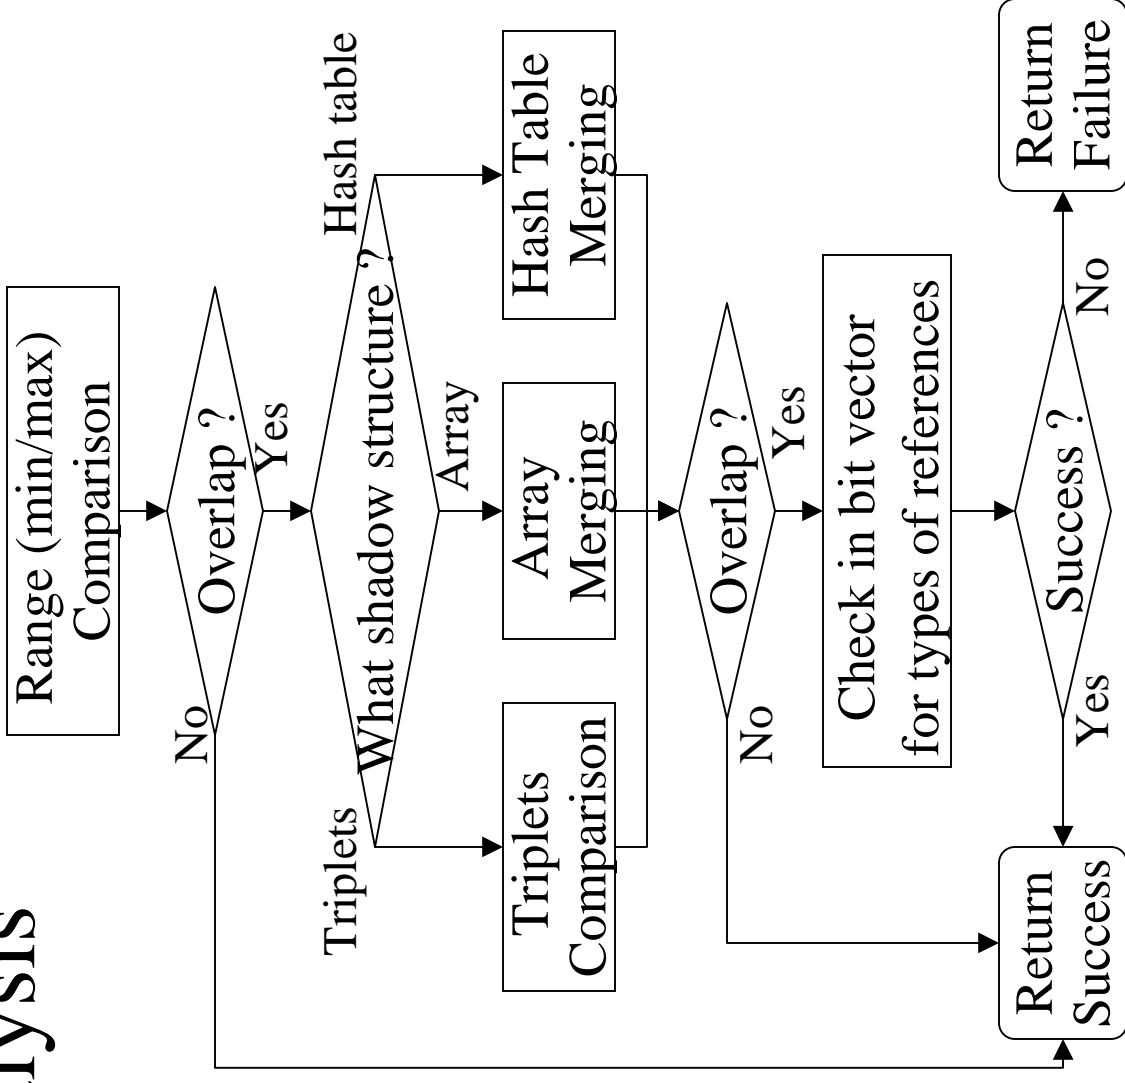 Range (min/max)
Comparison
No
Overlap ?
Yes
Triplets
What shadow structure ?
Hash table
Array
Triplets
Comparison
Array
Merging
Hash Table
Merging
Overlap ?
No
Yes
Check in bit vector
for types of references
Success ?
Yes
No
Return
Success
Return
Failure